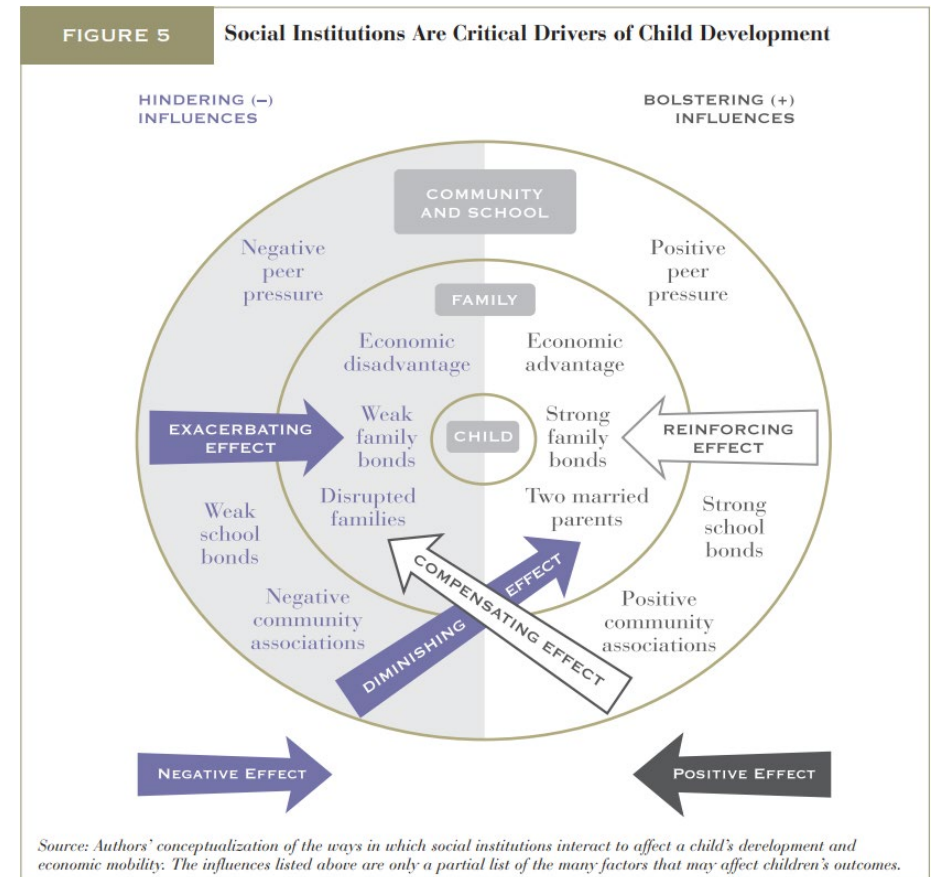 FIGURE 5
Social Institutions Are Critical Drivers of Child Development
HINDERING (–)
INFLUENCES
BOLSTERING (+)
INFLUENCES
COMMUNITY
AND SCHOOL
Negative
peer
pressure
Positive
peer
pressure
FAMILY
Economic
disadvantage
Economic
advantage
EXACERBATING
EFFECT
Weak
family
bonds
CHILD
Strong
family
bonds
REINFORCING
EFFECT
Disrupted
families
Two married
parents
Weak
school
bonds
Strong
school
bonds
Negative
community
associations
DIMINISHING EFFECT
COMPENSATING EFFECT
Positive
community
associations
NEGATIVE EFFECT
POSITIVE EFFECT
Source: Authors' conceptualization of the ways in which social institutions interact to affect a child's development and
economic mobility. The influences listed above are only a partial list of the many factors that may affect children's outcomes.